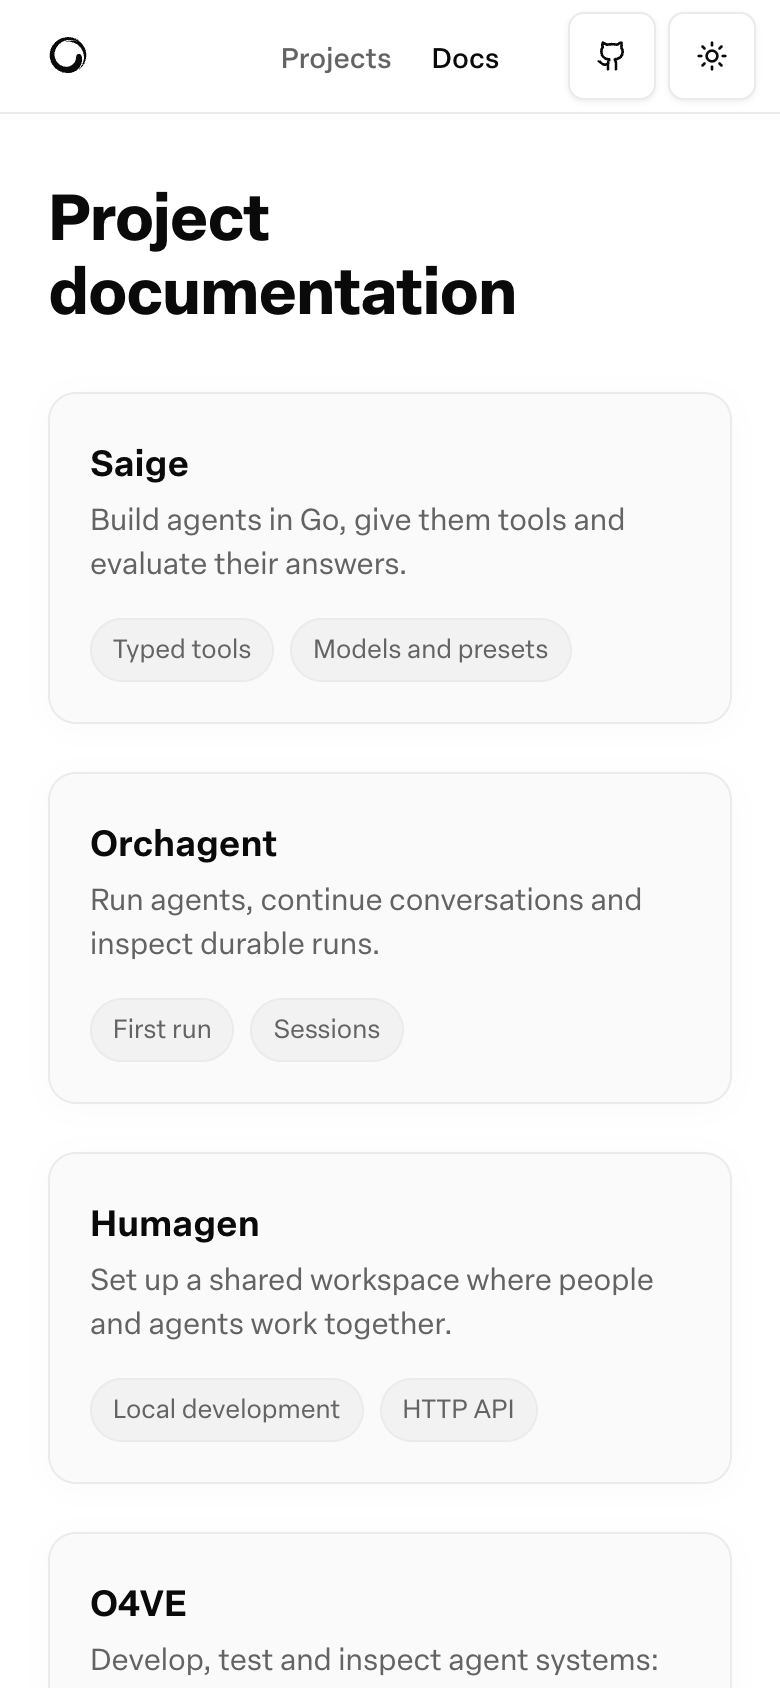 Projects
Docs
Project
documentation
Saige
Build agents in Go, give them tools and
evaluate their answers.
Typed tools
Models and presets
Orchagent
Run agents, continue conversations and
inspect durable runs.
First run
Sessions
Humagen
Set up a shared workspace where people
and agents work together.
Local development
HTTP API
O4VE
Develop, test and inspect agent systems: